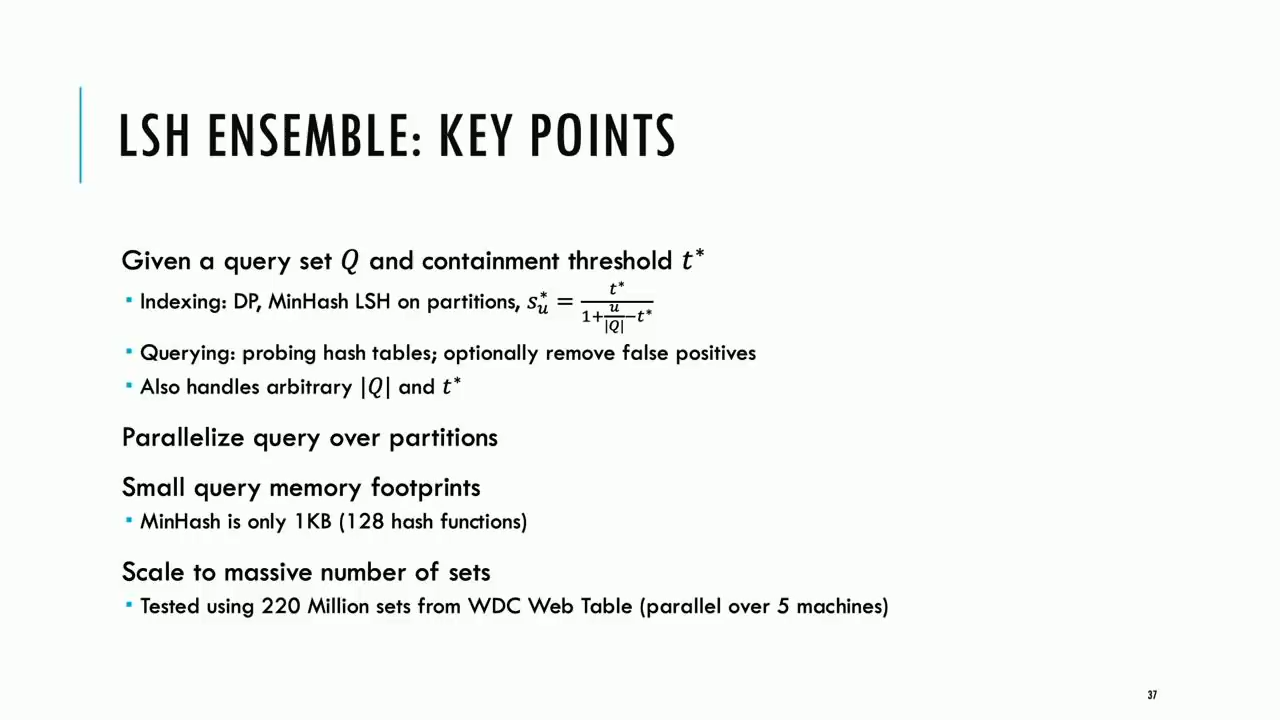 LSH ENSEMBLE: KEY POINTS
Given a query set Q and containment threshold t*
▪ Indexing: DP, MinHash LSH on partitions, s*_u = t* / (1 + u/|Q| − t*)
▪ Querying: probing hash tables; optionally remove false positives
▪ Also handles arbitrary |Q| and t*
Parallelize query over partitions
Small query memory footprints
▪ MinHash is only 1KB (128 hash functions)
Scale to massive number of sets
▪ Tested using 220 Million sets from WDC Web Table (parallel over 5 machines)
37